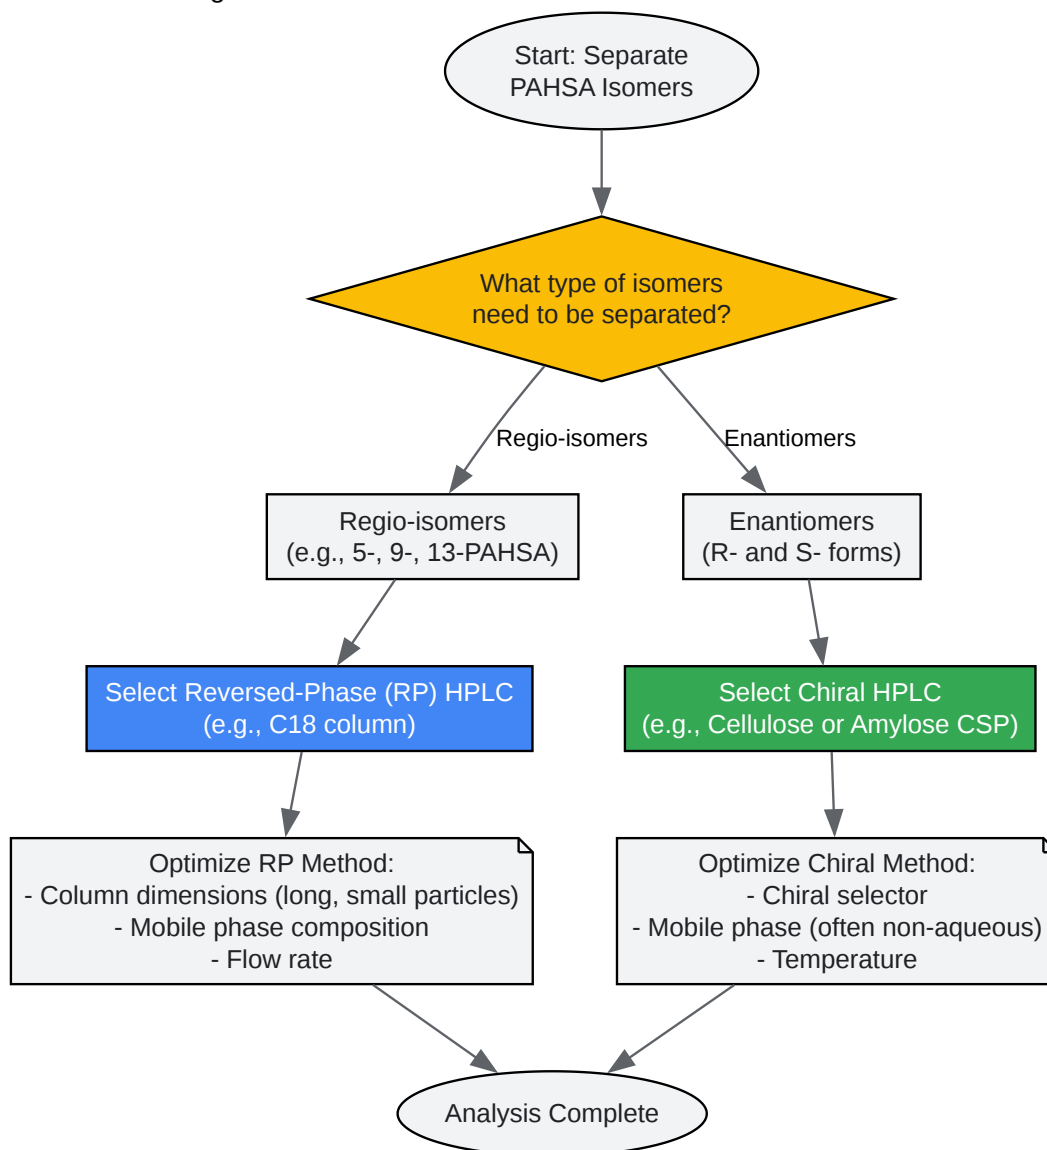 Start: Separate
PAHSA Isomers
What type of isomers
need to be separated?
Regio-isomers
Enantiomers
Regio-isomers
(e.g., 5-, 9-, 13-PAHSA)
Enantiomers
(R- and S- forms)
Select Reversed-Phase (RP) HPLC
(e.g., C18 column)
Select Chiral HPLC
(e.g., Cellulose or Amylose CSP)
Optimize RP Method:
- Column dimensions (long, small particles)
- Mobile phase composition
- Flow rate
Optimize Chiral Method:
- Chiral selector
- Mobile phase (often non-aqueous)
- Temperature
Analysis Complete